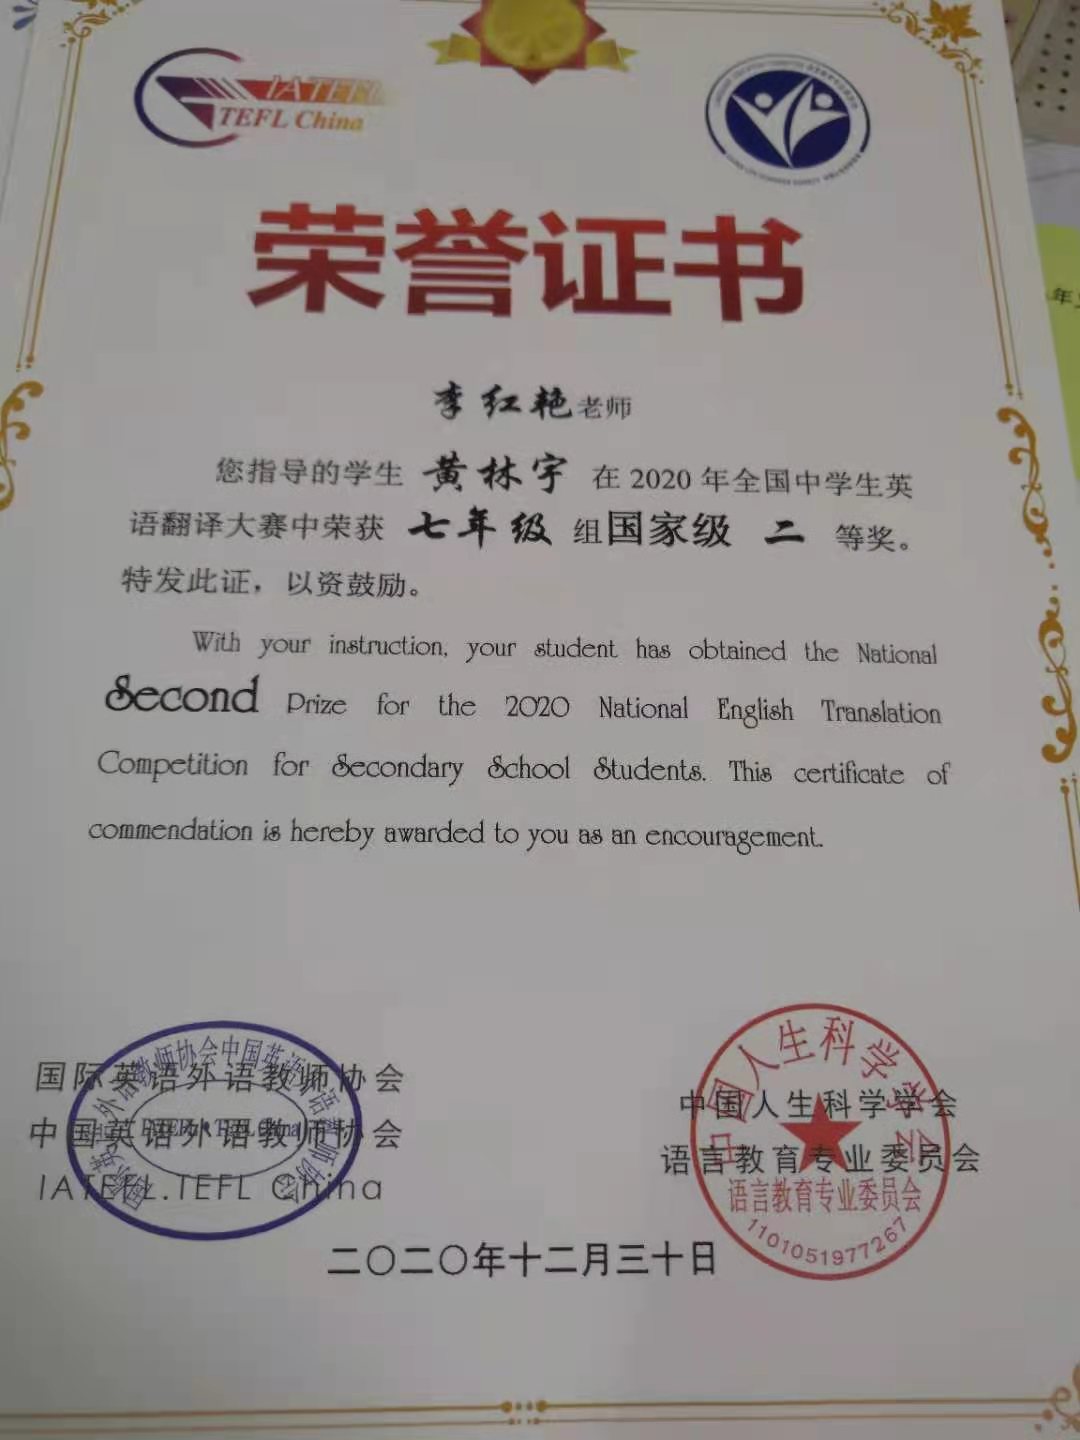 IATEFL
TEFL China
荣誉证书
李红艳老师
您指导的学生 黄林宇 在 2020 年全国中学生英
语翻译大赛中荣获 七年级 组国家级 二 等奖。
特发此证，以资鼓励。
With your instruction, your student has obtained the National
Second Prize for the 2020 National English Translation
Competition for Secondary School Students. This certificate of
commendation is hereby awarded to you as an encouragement.
国际英语外语教师协会
中国英语外语教师协会
IATEFL.TEFL China
中国人生科学学会
语言教育专业委员会
中国人生科学学会
语言教育专业委员会
1101051977267
二〇二〇年十二月三十日